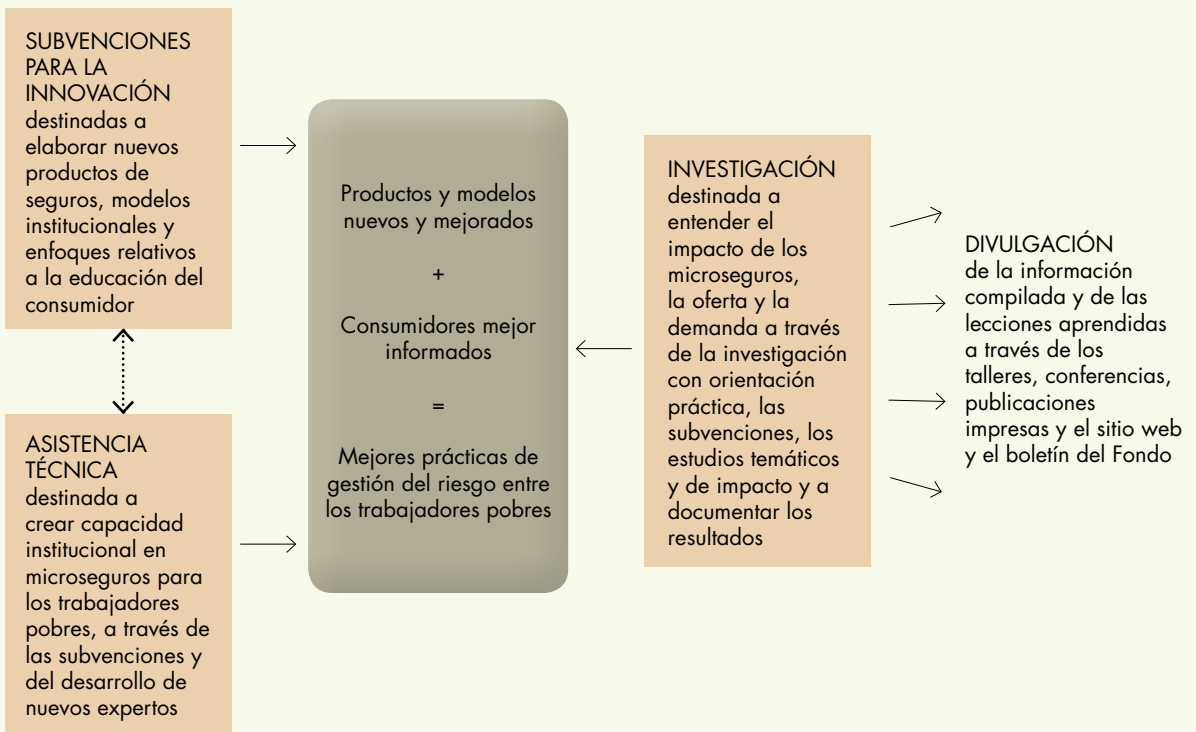 SUBVENCIONES
PARA LA
INNOVACIÓN
destinadas a
elaborar nuevos
productos de
seguros, modelos
institucionales y
enfoques relativos
a la educación del
consumidor
ASISTENCIA
TÉCNICA
destinada a
crear capacidad
institucional en
microseguros para
los trabajadores
pobres, a través de
las subvenciones y
del desarrollo de
nuevos expertos
Productos y modelos
nuevos y mejorados
+
Consumidores mejor
informados
=
Mejores prácticas de
gestión del riesgo entre
los trabajadores pobres
INVESTIGACIÓN
destinada a
entender el
impacto de los
microseguros,
la oferta y la
demanda a través
de la investigación
con orientación
práctica, las
subvenciones, los
estudios temáticos
y de impacto y a
documentar los
resultados
DIVULGACIÓN
de la información
compilada y de las
lecciones aprendidas
a través de los
talleres, conferencias,
publicaciones
impresas y el sitio web
y el boletín del Fondo